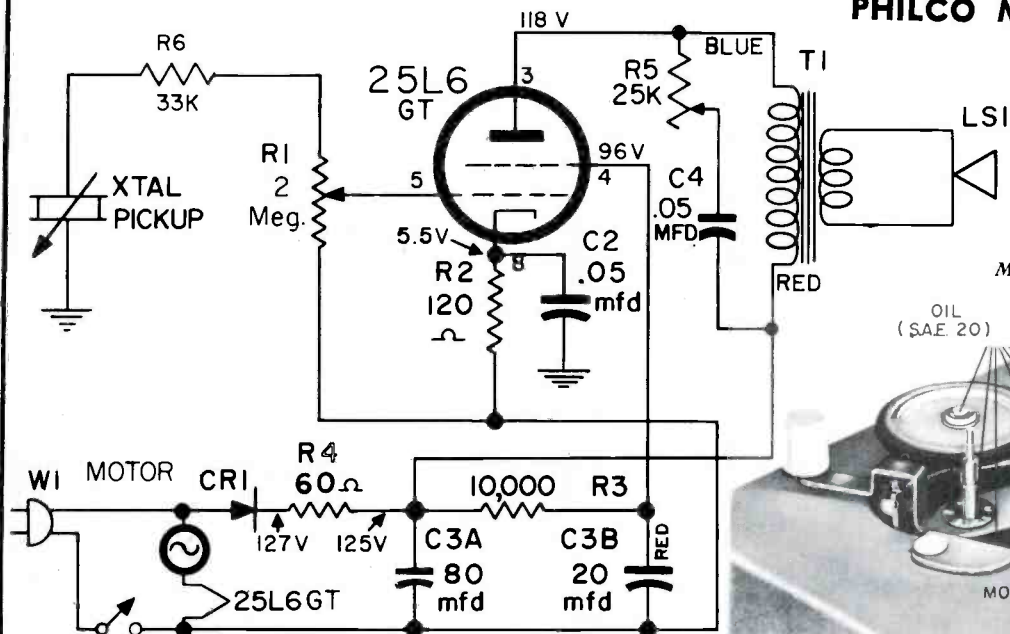 PHILCO
118 V
BLUE
T1
R6
33K
25L6
GT
3
R5
25K
LS1
R1
2
Meg.
XTAL
PICKUP
5
96V
4
C4
.05
MFD
5.5V
8
R2
120
Ω
C2
.05
mfd
RED
OIL
(S.A.E. 20)
W1
MOTOR
CR1
R4
60Ω
10,000
R3
127V
125V
C3A
80
mfd
C3B
20
mfd
RED
25L6GT
MO